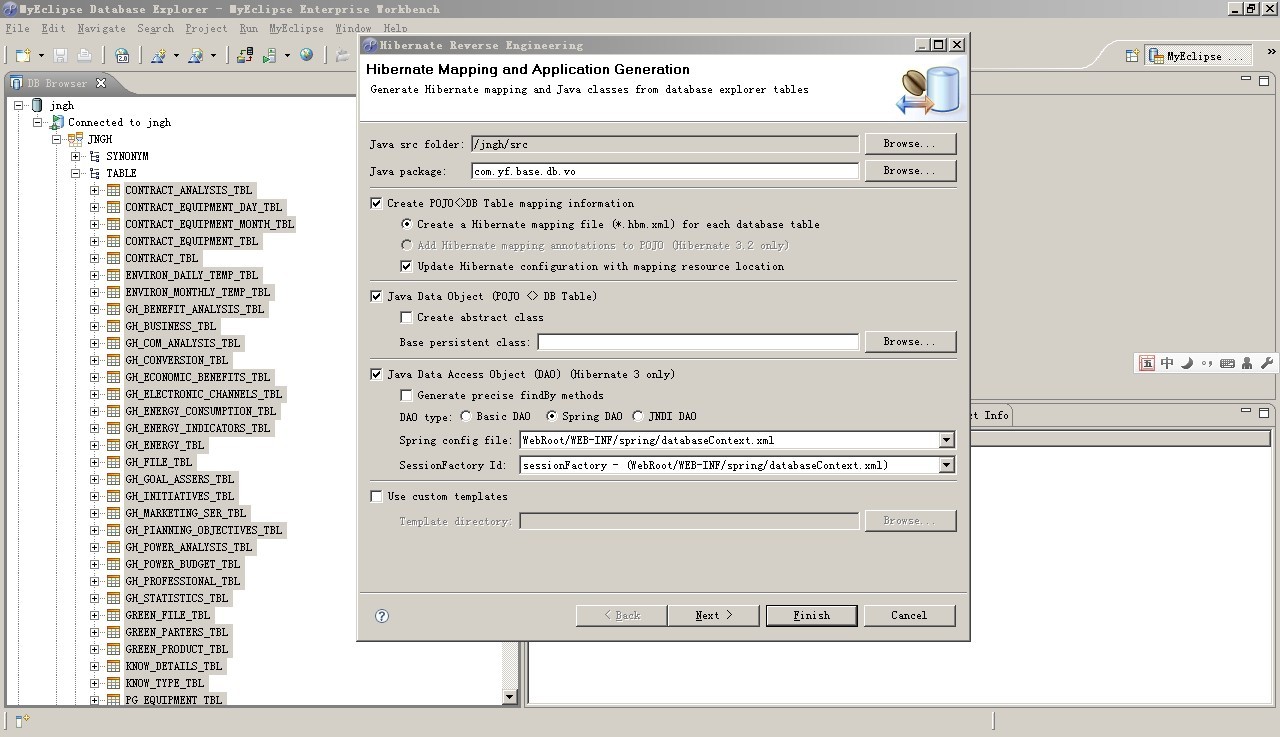 MyEclipse Database Explorer - MyEclipse Enterprise Workbench
File Edit Navigate Search Project Run MyEclipse Window Help
MyEclipse ...
DB Browser
jngh
Connected to jngh
JNGH
SYNONYM
TABLE
CONTRACT_ANALYSIS_TBL
CONTRACT_EQUIPMENT_DAY_TBL
CONTRACT_EQUIPMENT_MONTH_TBL
CONTRACT_EQUIPMENT_TBL
CONTRACT_TBL
ENVIRON_DAILY_TEMP_TBL
ENVIRON_MONTHLY_TEMP_TBL
GH_BENEFIT_ANALYSIS_TBL
GH_BUSINESS_TBL
GH_COM_ANALYSIS_TBL
GH_CONVERSION_TBL
GH_ECONOMIC_BENEFITS_TBL
GH_ELECTRONIC_CHANNELS_TBL
GH_ENERGY_CONSUMPTION_TBL
GH_ENERGY_INDICATORS_TBL
GH_ENERGY_TBL
GH_FILE_TBL
GH_GOAL_ASSERS_TBL
GH_INITIATIVES_TBL
GH_MARKETING_SER_TBL
GH_PIANNING_OBJECTIVES_TBL
GH_POWER_ANALYSIS_TBL
GH_POWER_BUDGET_TBL
GH_PROFESSIONAL_TBL
GH_STATISTICS_TBL
GREEN_FILE_TBL
GREEN_PARTERS_TBL
GREEN_PRODUCT_TBL
KNOW_DETAILS_TBL
KNOW_TYPE_TBL
PG_EQUIPMENT_TBL
Hibernate Reverse Engineering
Hibernate Mapping and Application Generation
Generate Hibernate mapping and Java classes from database explorer tables
Java src folder: /jngh/src Browse...
Java package: com.yf.base.db.vo Browse...
Create POJO<>DB Table mapping information
Create a Hibernate mapping file (*.hbm.xml) for each database table
Add Hibernate mapping annotations to POJO (Hibernate 3.2 only)
Update Hibernate configuration with mapping resource location
Java Data Object (POJO <> DB Table)
Create abstract class
Base persistent class: Browse...
Java Data Access Object (DAO) (Hibernate 3 only)
Generate precise findBy methods
DAO type: Basic DAO Spring DAO JNDI DAO
Spring config file: WebRoot/WEB-INF/spring/databaseContext.xml
SessionFactory Id: sessionFactory - (WebRoot/WEB-INF/spring/databaseContext.xml)
Use custom templates
Template directory: Browse...
< Back Next > Finish Cancel
五 中
ct Info